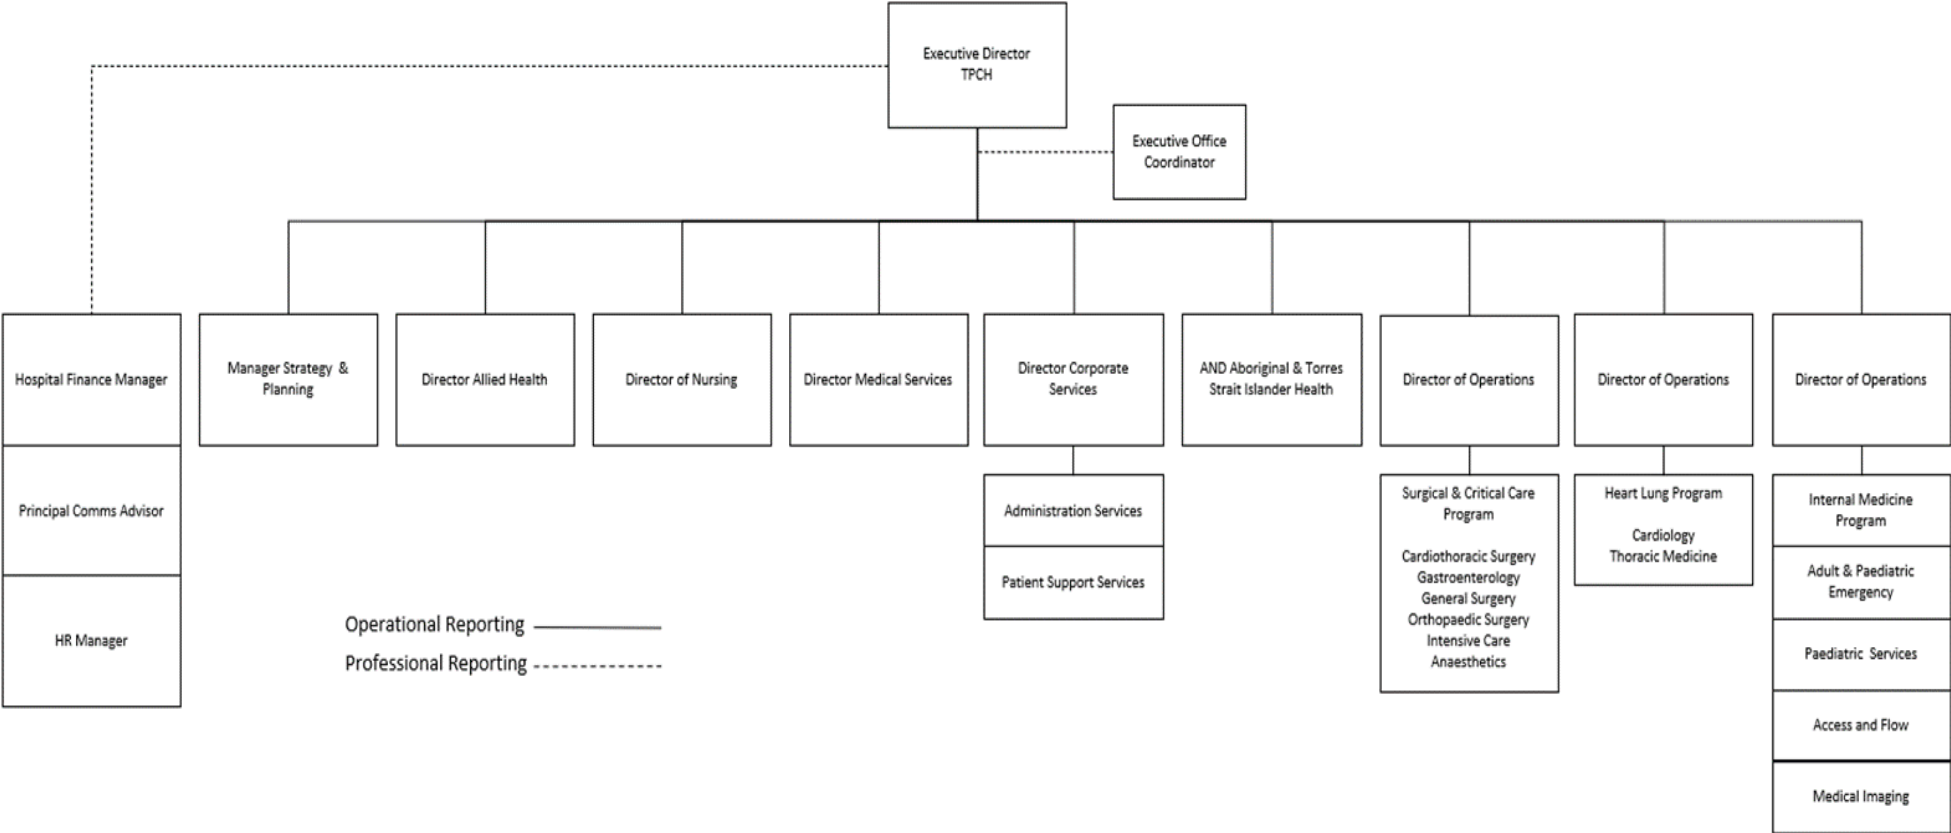 Executive Director
TPCH
Executive Office
Coordinator
Hospital Finance Manager
Manager Strategy &
Planning
Director Allied Health
Director of Nursing
Director Medical Services
Director Corporate
Services
AND Aboriginal & Torres
Strait Islander Health
Director of Operations
Director of Operations
Director of Operations
Principal Comms Advisor
HR Manager
Administration Services
Patient Support Services
Surgical & Critical Care
Program
Cardiothoracic Surgery
Gastroenterology
General Surgery
Orthopaedic Surgery
Intensive Care
Anaesthetics
Heart Lung Program
Cardiology
Thoracic Medicine
Internal Medicine
Program
Adult & Paediatric
Emergency
Paediatric Services
Access and Flow
Medical Imaging
Operational Reporting
Professional Reporting